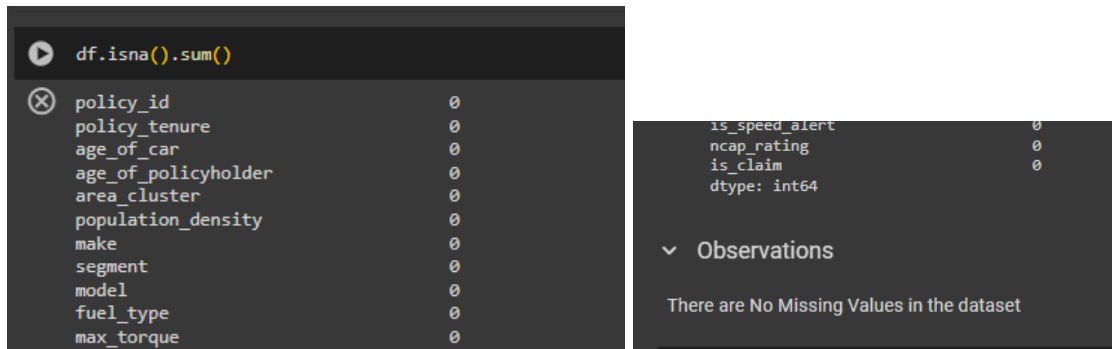 df.isna().sum()
policy_id 0
policy_tenure 0
age_of_car 0
age_of_policyholder 0
area_cluster 0
population_density 0
make 0
segment 0
model 0
fuel_type 0
max_torque 0
is_speed_alert 0
ncap_rating 0
is_claim 0
dtype: int64
Observations
There are No Missing Values in the dataset